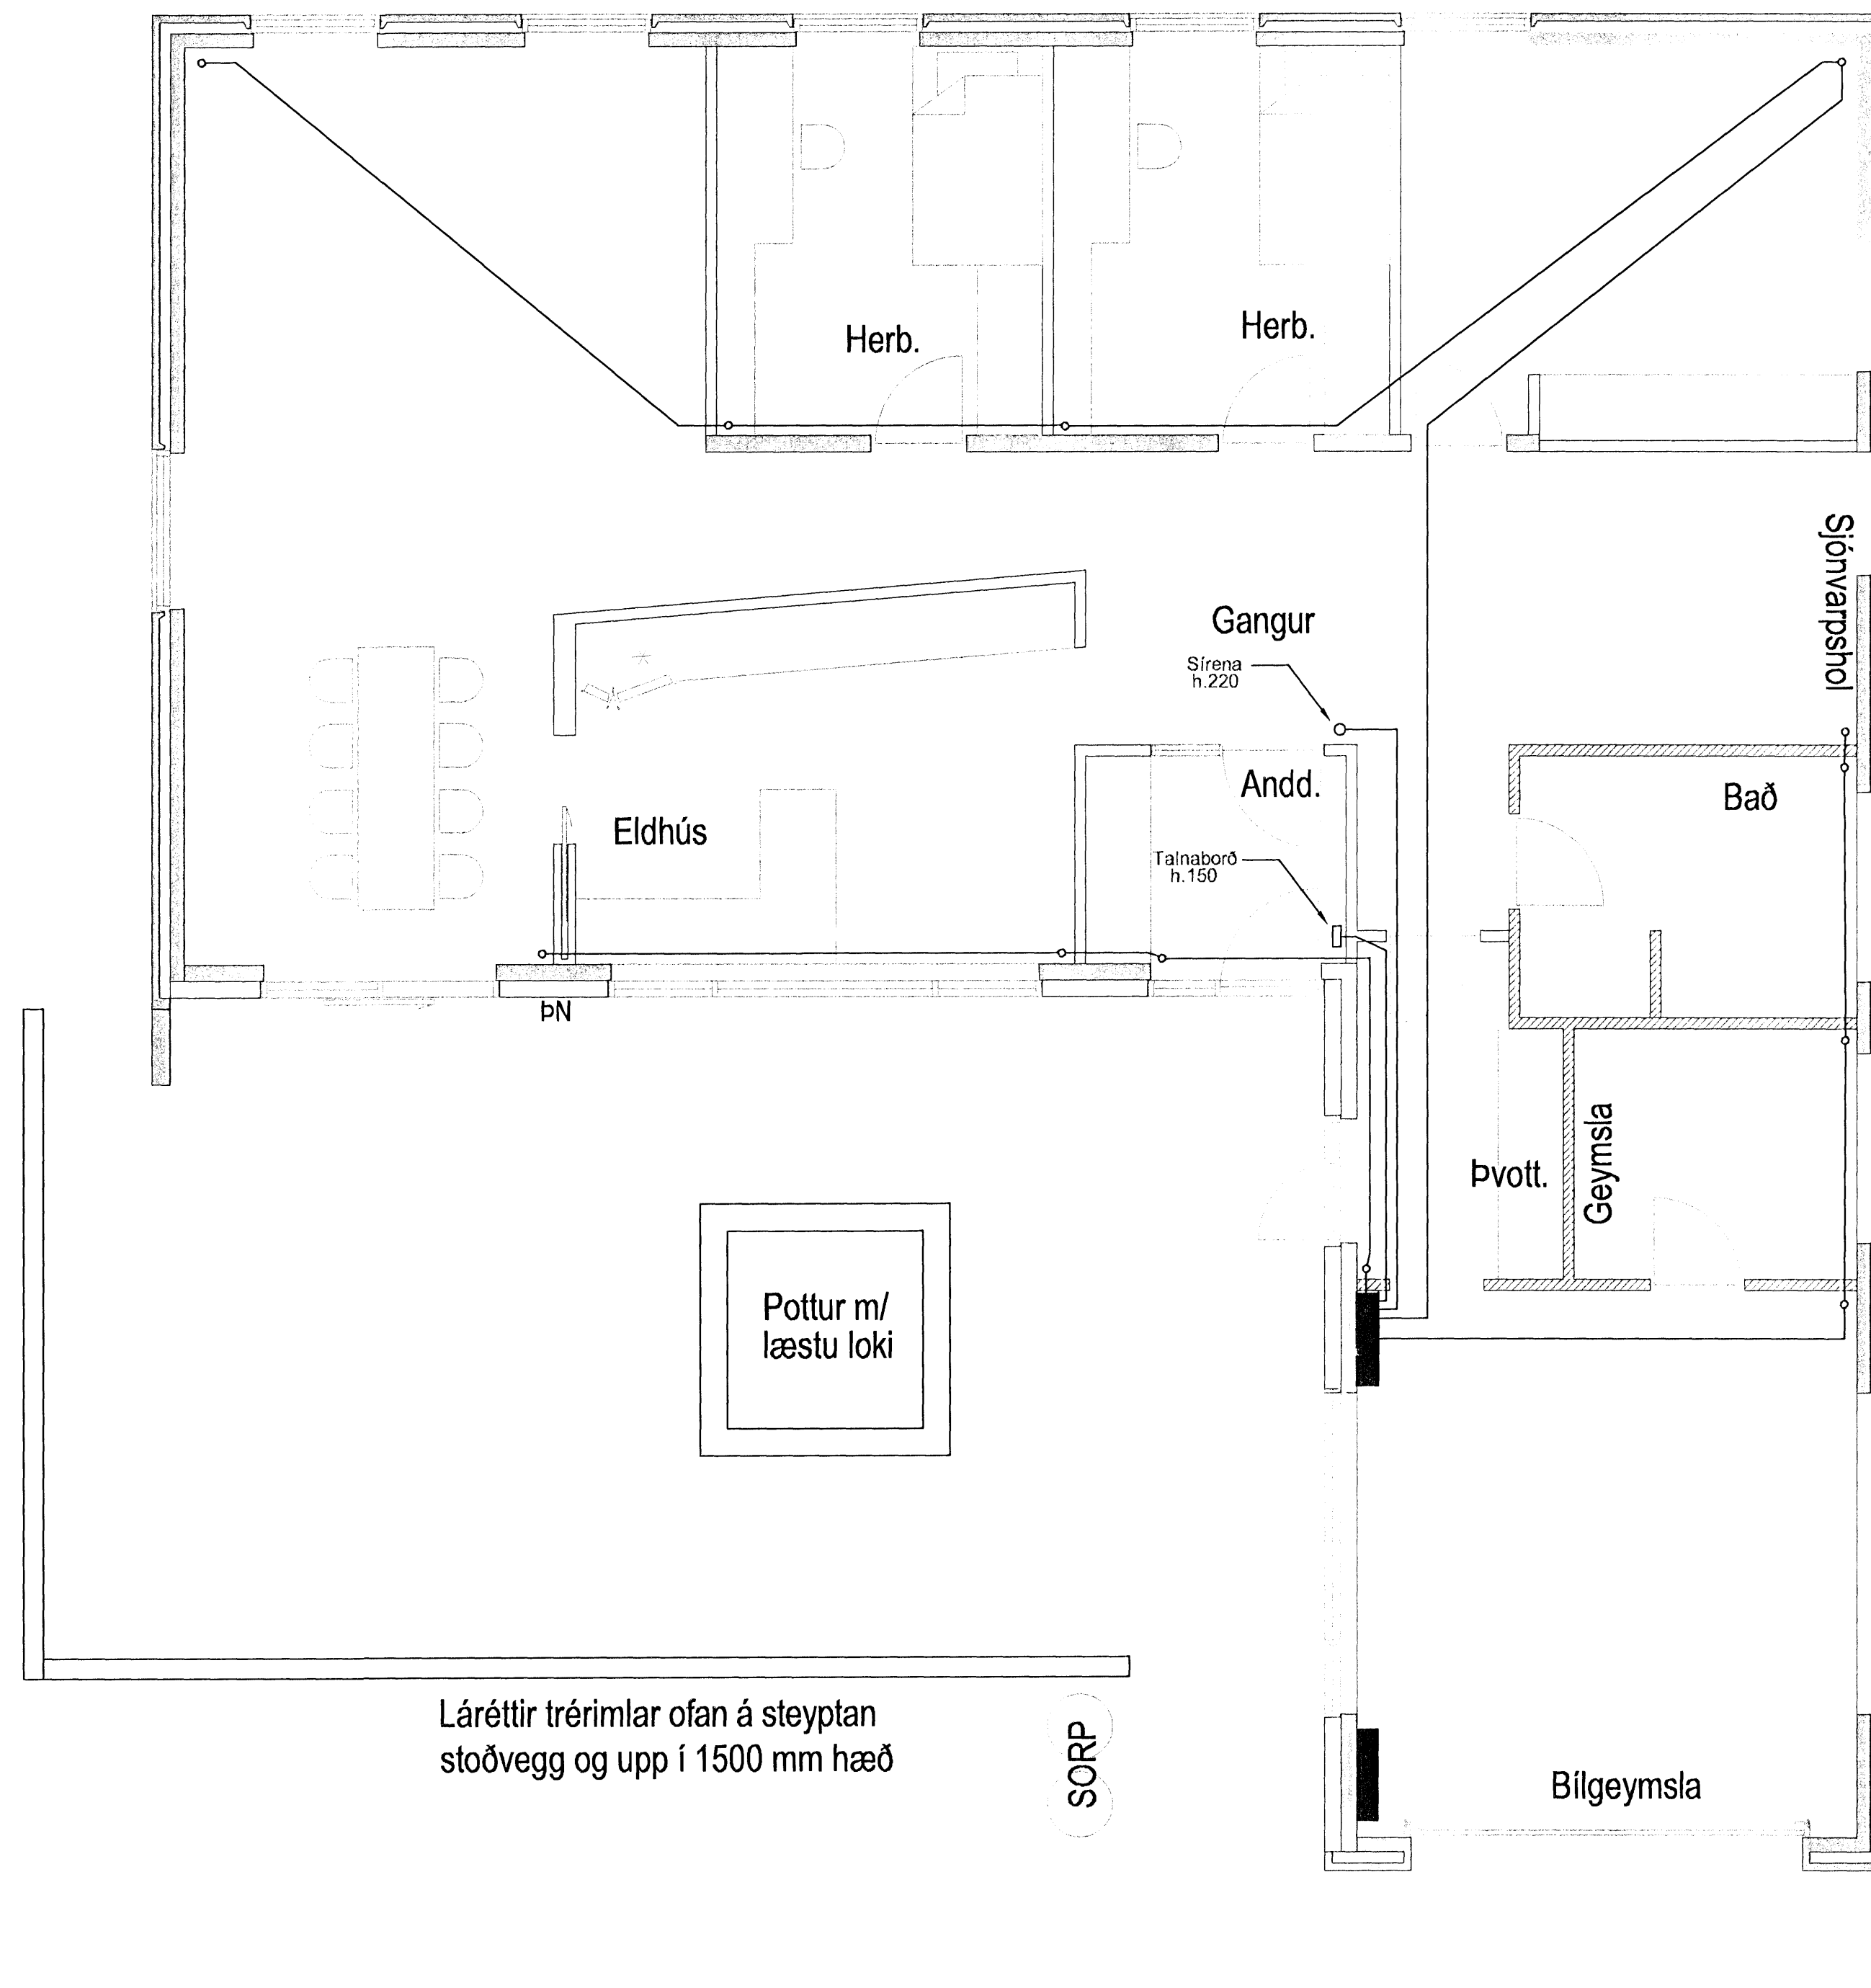 Herb.
Herb.
Sjónvarpshol
Gangur
Sírena
h.220
Andd.
Bað
Eldhús
Talnaborð
h.150
ÞN
Þvott.
Geymsla
Pottur m/
læstu loki
Láréttir trérimlar ofan á steyptan
stoðvegg og upp í 1500 mm hæð
SORP
Bílgeymsla